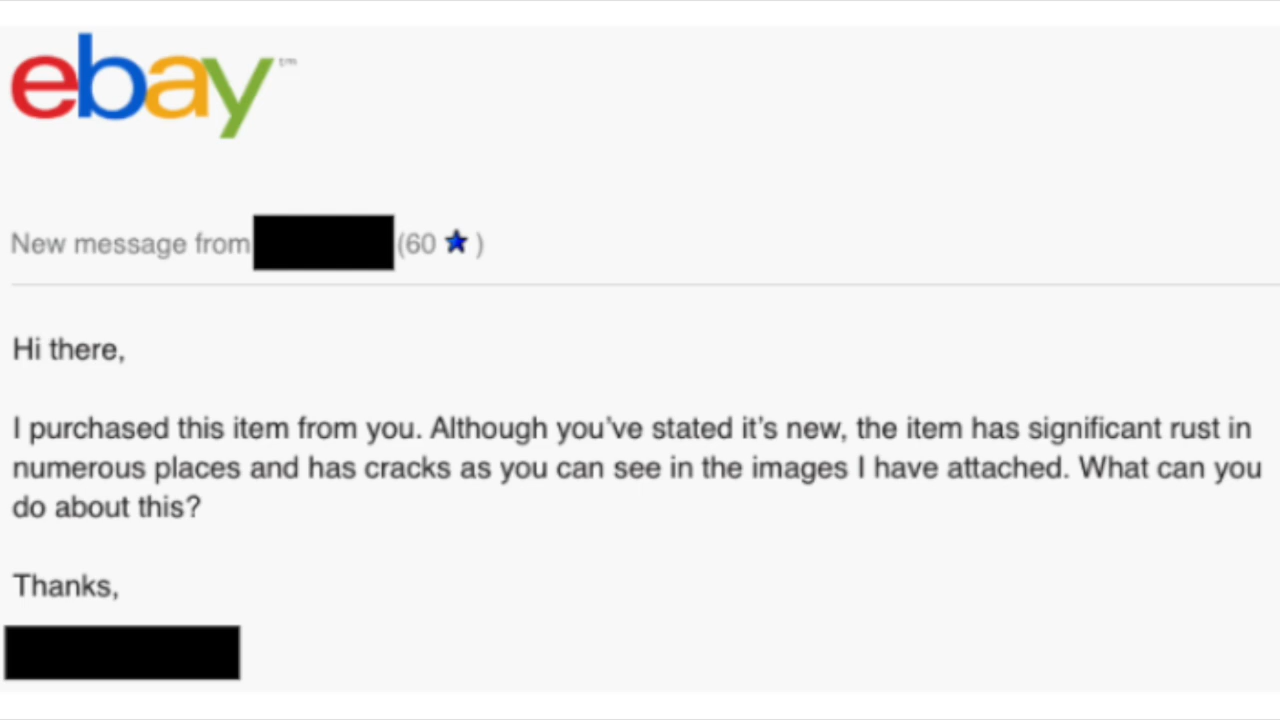 ebay™
New message from (60 ★)
Hi there,
I purchased this item from you. Although you've stated it's new, the item has significant rust in
numerous places and has cracks as you can see in the images I have attached. What can you
do about this?
Thanks,